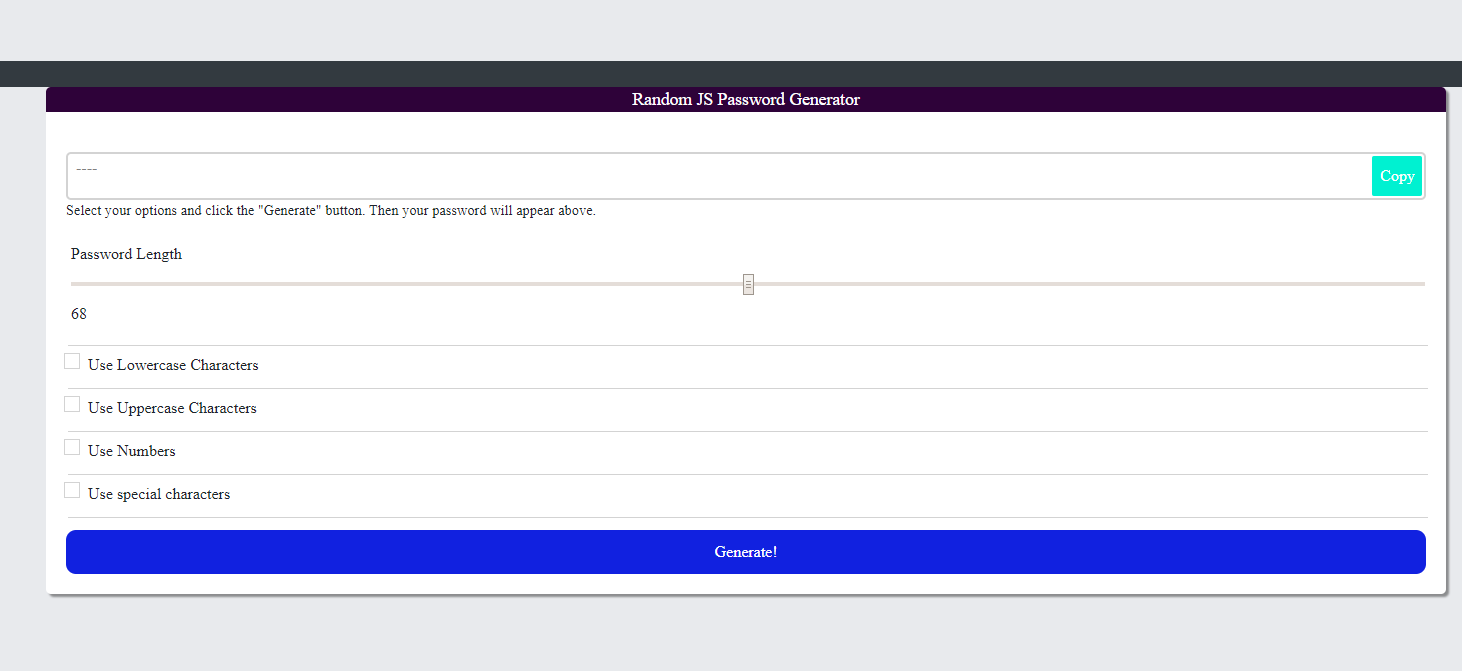 Random JS Password Generator
----
Copy
Select your options and click the "Generate" button. Then your password will appear above.
Password Length
68
Use Lowercase Characters
Use Uppercase Characters
Use Numbers
Use special characters
Generate!